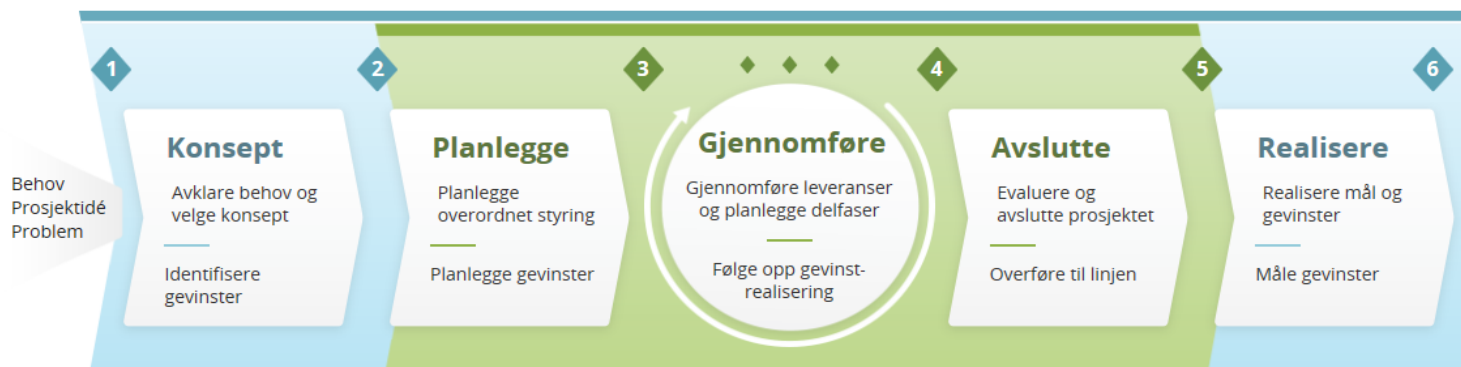 1
2
3
4
5
6
Behov
Prosjektidé
Problem
Konsept
Avklare behov og
velge konsept
Identifisere
gevinster
Planlegge
Planlegge
overordnet styring
Planlegge gevinster
Gjennomføre
Gjennomføre leveranser
og planlegge delfaser
Følge opp gevinst-
realisering
Avslutte
Evaluere og
avslutte prosjektet
Overføre til linjen
Realisere
Realisere mål og
gevinster
Måle gevinster